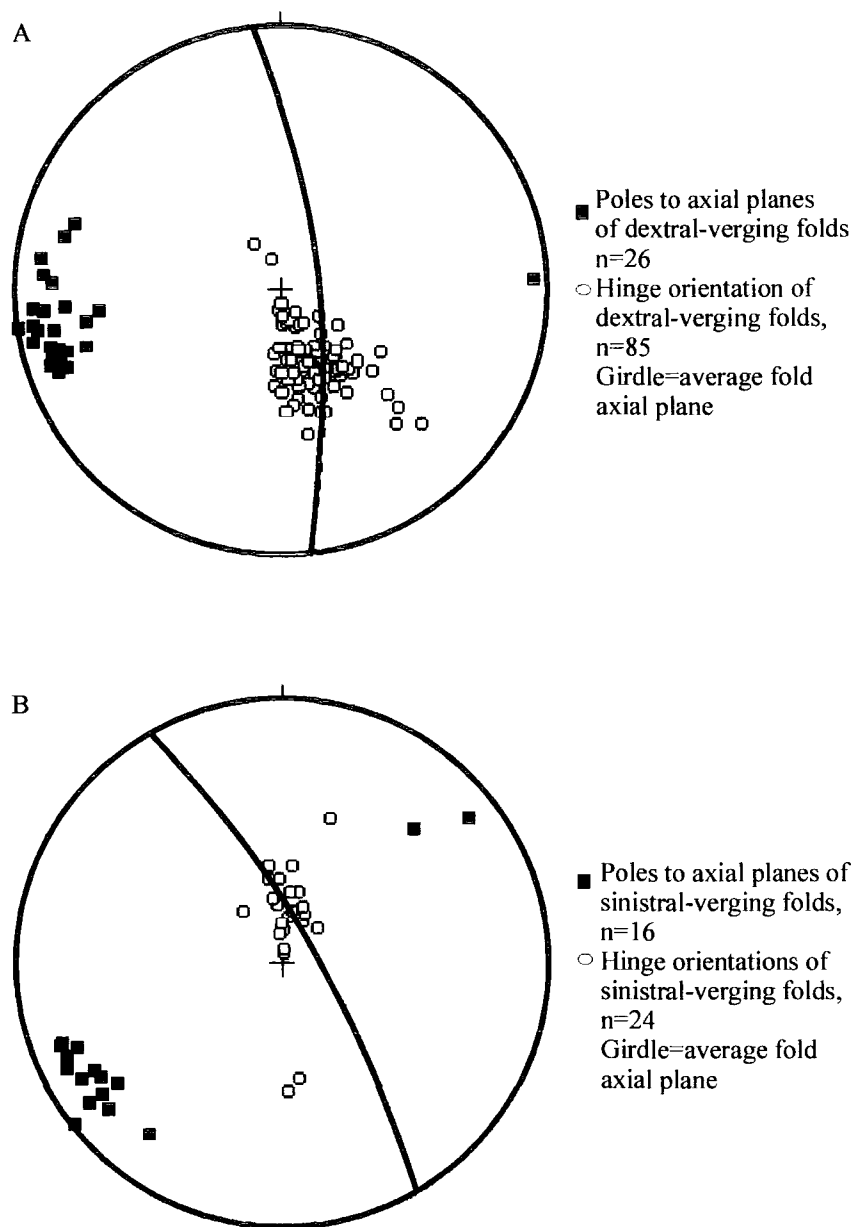 A
Poles to axial planes
of dextral-verging folds
n=26
Hinge orientation of
dextral-verging folds,
n=85
Girdle=average fold
axial plane
B
Poles to axial planes of
sinistral-verging folds,
n=16
Hinge orientations of
sinistral-verging folds,
n=24
Girdle=average fold
axial plane